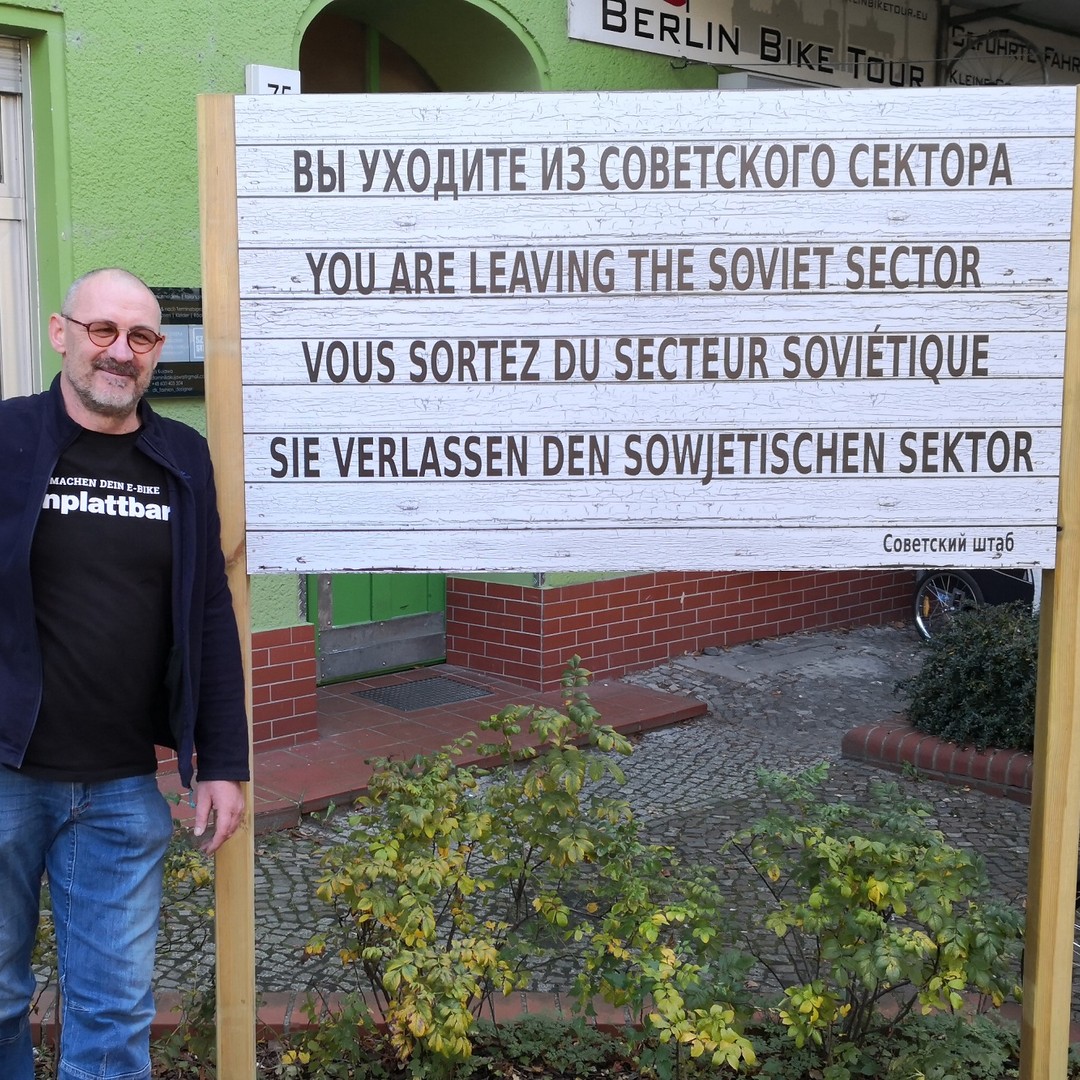 BERLIN BIKE TOUR
GEFÜHRTE FAHR
75
ВЫ УХОДИТЕ ИЗ СОВЕТСКОГО СЕКТОРА
YOU ARE LEAVING THE SOVIET SECTOR
VOUS SORTEZ DU SECTEUR SOVIÉTIQUE
SIE VERLASSEN DEN SOWJETISCHEN SEKTOR
Советский штаб
MACHEN DEIN E-BIKE
nplattbar